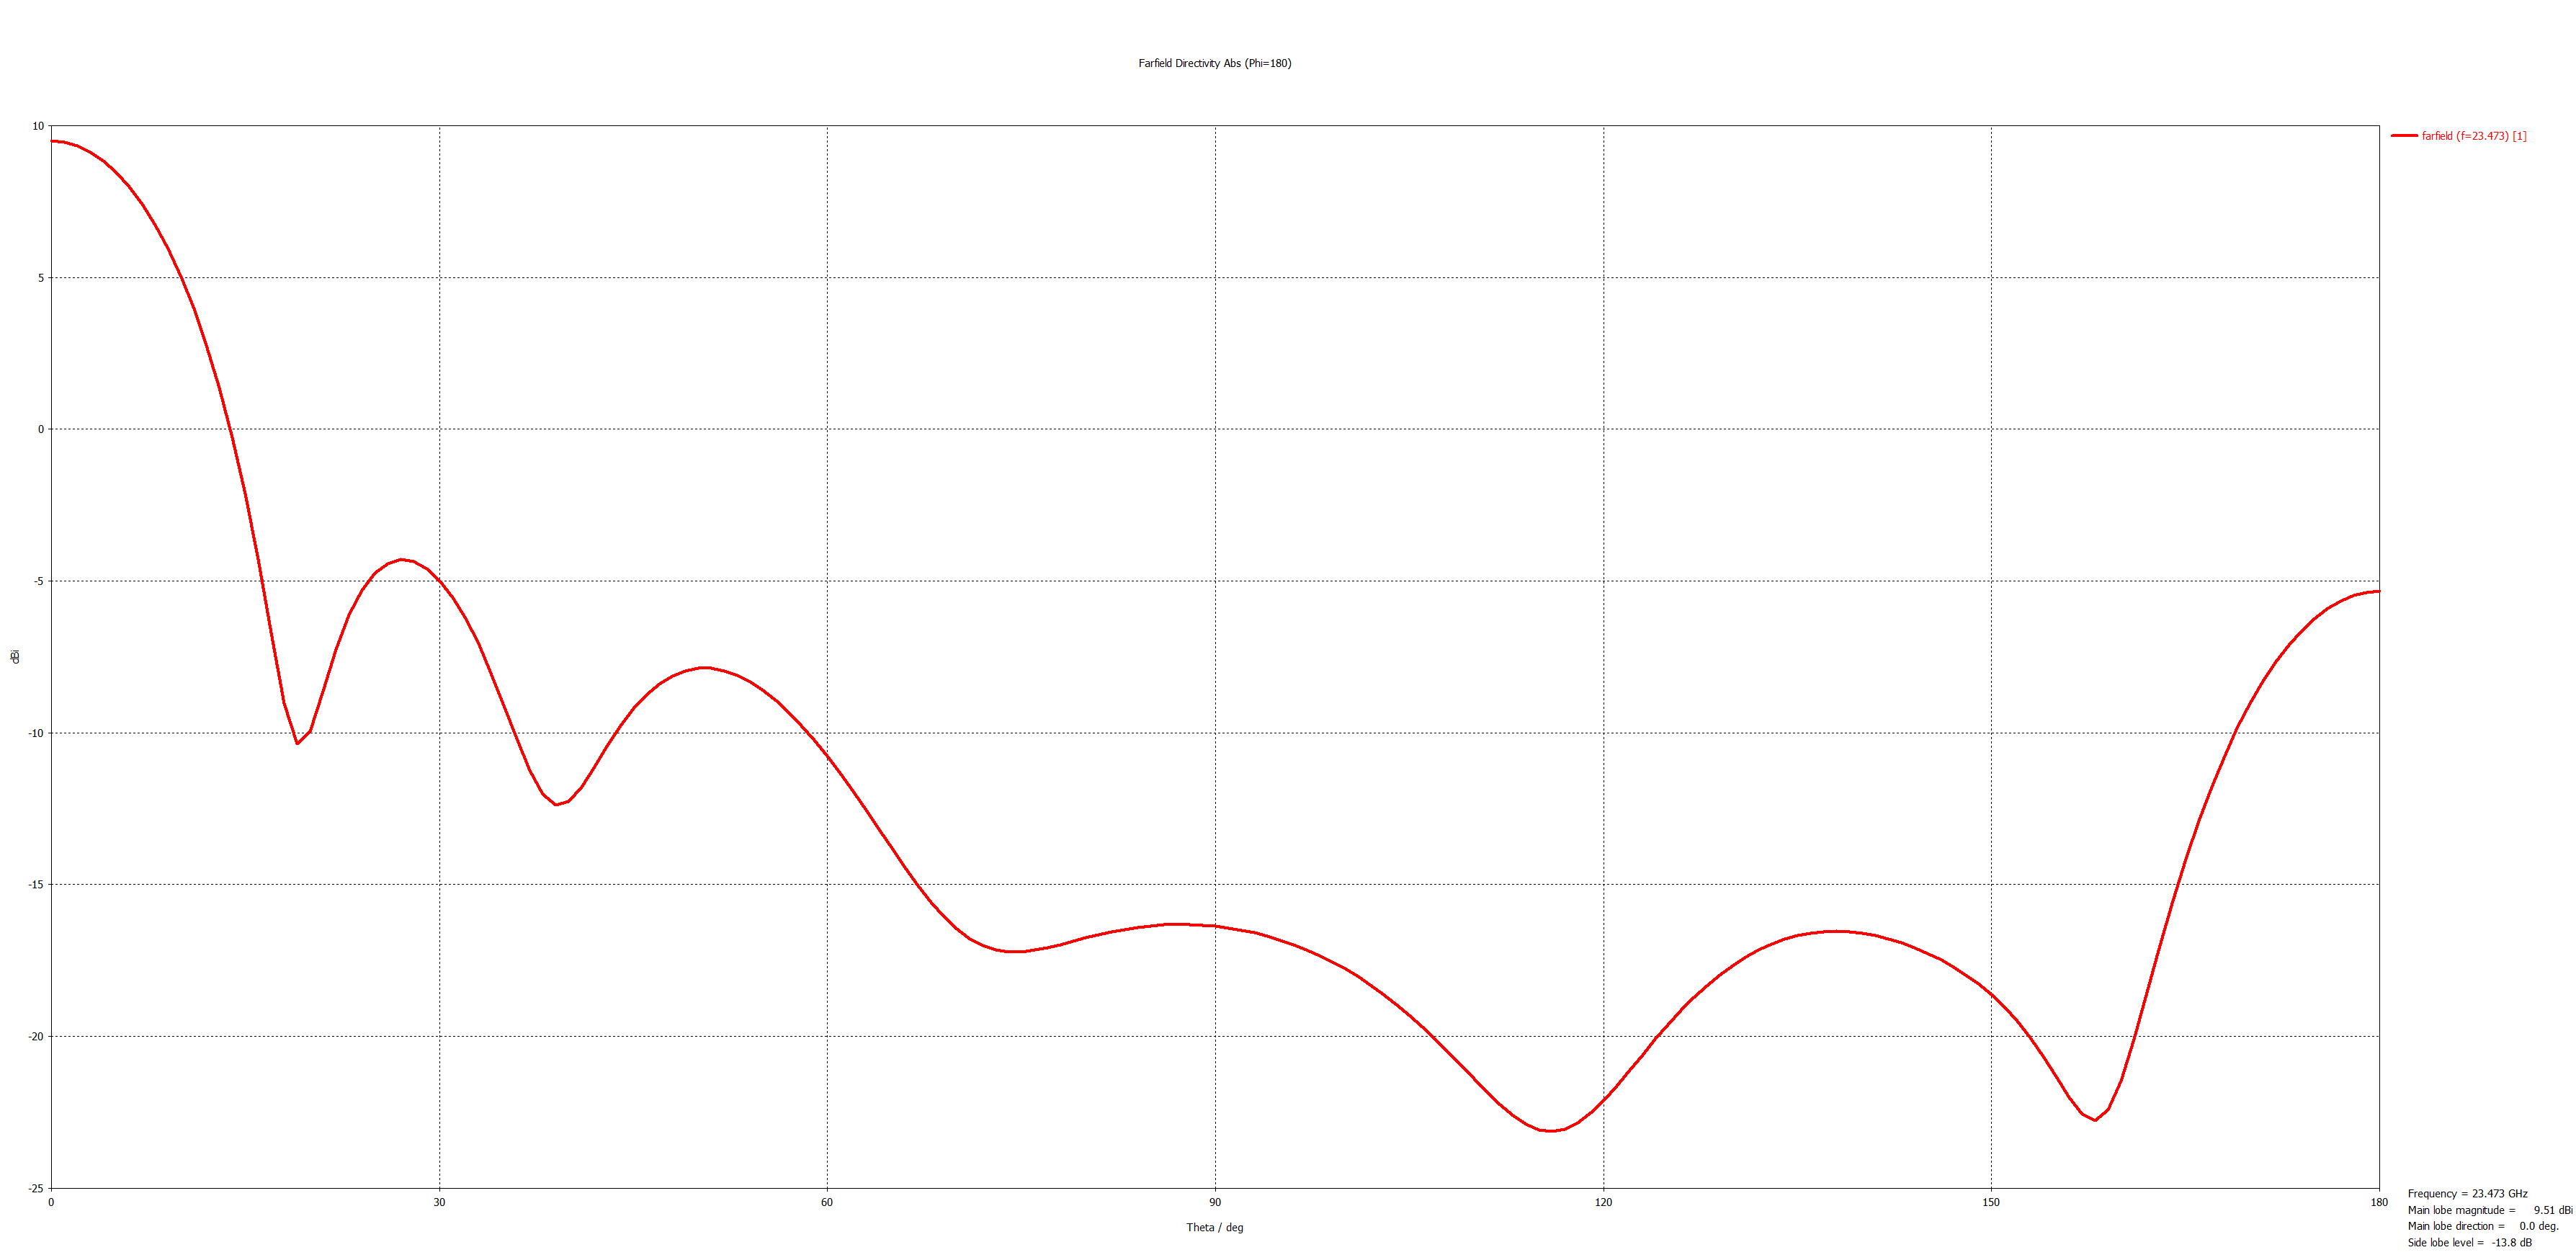 Farfield Directivity Abs (Phi=180)
10
5
0
-5
-10
-15
-20
-25
dBi
0 30 60 90 120 150 180
Theta / deg
farfield (f=23.473) [1]
Frequency = 23.473 GHz
Main lobe magnitude = 9.51 dBi
Main lobe direction = 0.0 deg.
Side lobe level = -13.8 dB